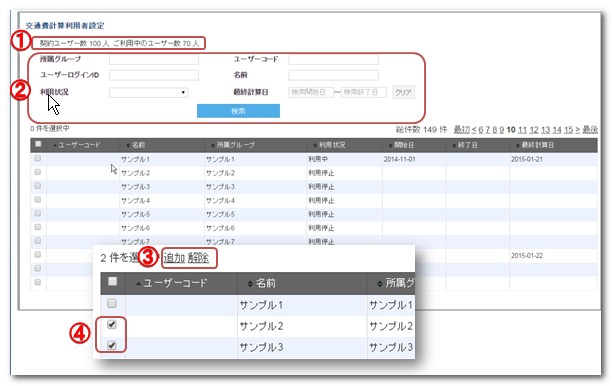 交通費計算利用者設定
① 契約ユーザー数 100 人 ご利用中のユーザー数 70 人
②
所属グループ ユーザーコード
ユーザーログインID 名前
利用状況 最終計算日 検索開始日 ～ 検索終了日 クリア
検索
0 件を選択中 総件数 149 件 最初 < 6 7 8 9 10 11 12 13 14 15 > 最後
ユーザーコード 名前 所属グループ 利用状況 開始日 終了日 最終計算日
サンプル1 サンプル1 利用中 2014-11-01 2015-01-21
サンプル2 サンプル2 利用停止
サンプル3 サンプル3 利用停止
サンプル4 サンプル4 利用停止
サンプル5 サンプル5 利用停止
サンプル6 サンプル6 利用停止
サンプル7 サンプル7 利用停止
2015-01-22
2 件を選 ③ 追加 解除
ユーザーコード 名前 所属グ
サンプル1 サンプル1
④ サンプル2 サンプル2
サンプル3 サンプル3